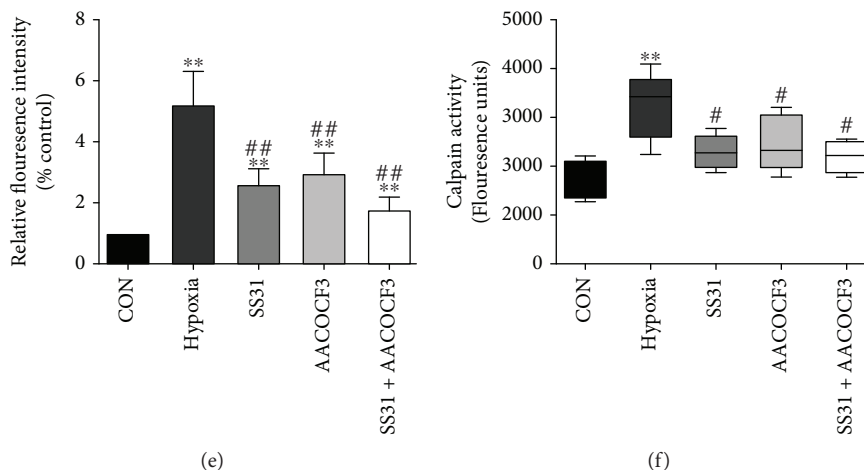 Relative flouresence intensity
(% control)
8
6
4
2
0
**
##
**
##
**
##
**
CON
Hypoxia
SS31
AACOCF3
SS31 + AACOCF3
(e)
Calpain activity
(Flouresence units)
5000
4000
3000
3000
2000
0
**
#
#
#
CON
Hypoxia
SS31
AACOCF3
SS31 + AACOCF3
(f)